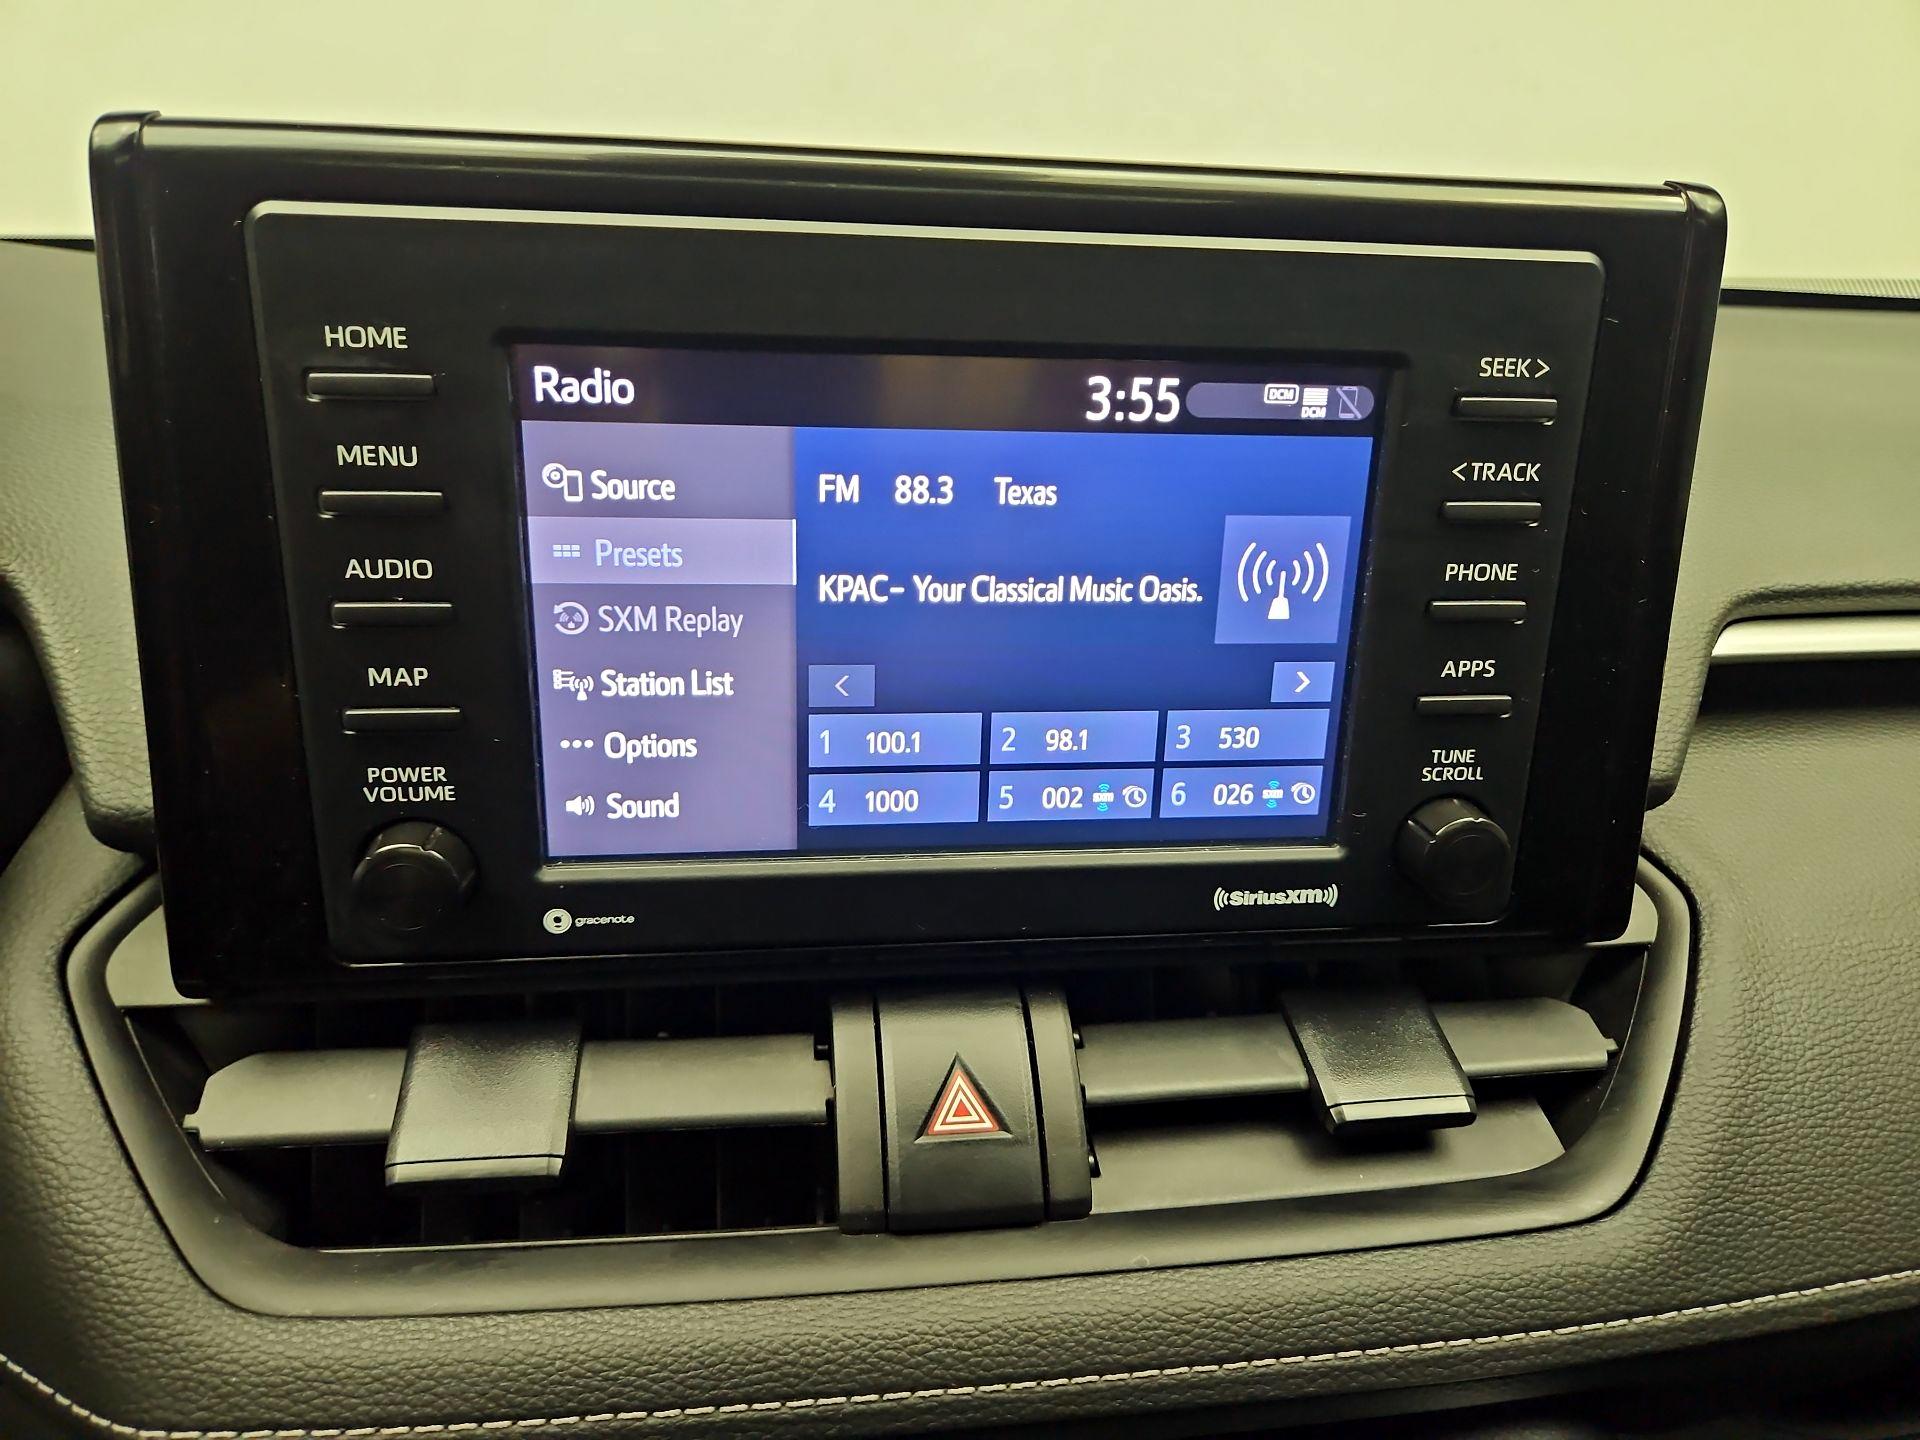 HOME
MENU
AUDIO
MAP
POWER
VOLUME
Radio
3:55
DCM
DCM
Source
Presets
SXM Replay
Station List
Options
Sound
FM 88.3 Texas
KPAC- Your Classical Music Oasis.
< >
1 100.1 2 98.1 3 530
4 1000 5 002 SXM 6 026 SXM
SEEK >
< TRACK
PHONE
APPS
TUNE
SCROLL
gracenote
((SiriusXM))